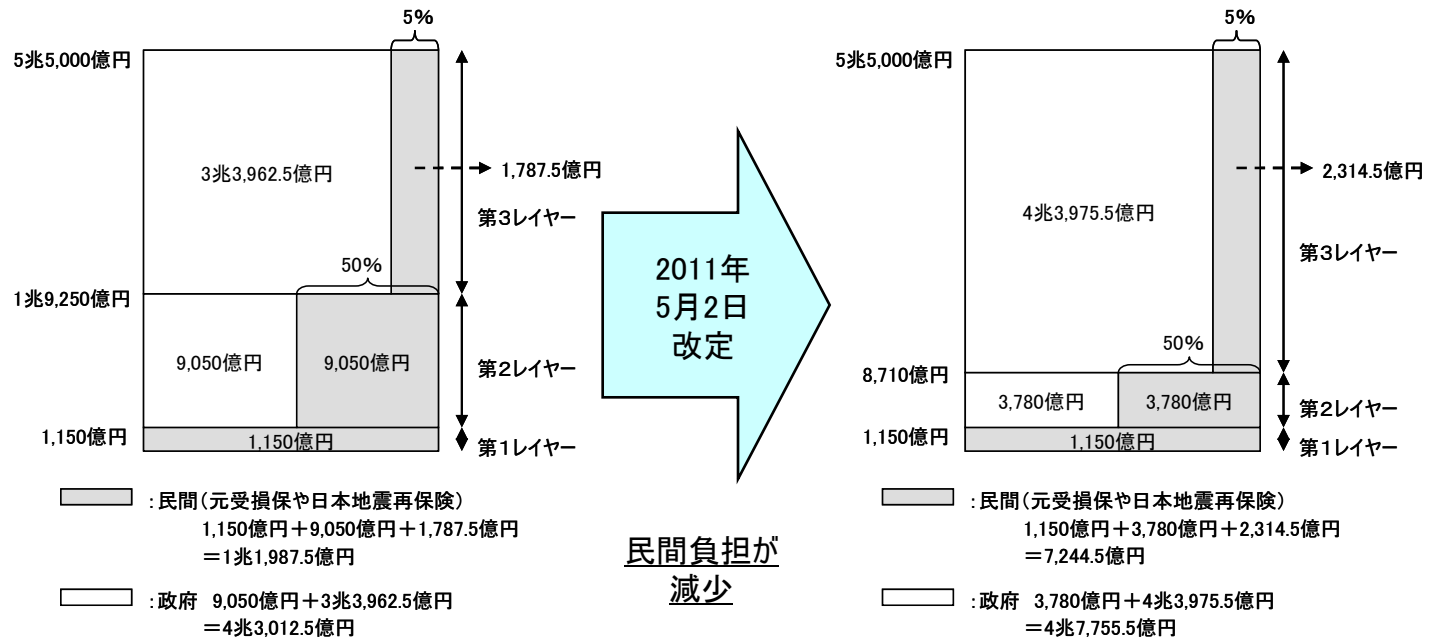 5%
5兆5,000億円
3兆3,962.5億円
1,787.5億円
第3レイヤー
50%
1兆9,250億円
9,050億円
9,050億円
第2レイヤー
1,150億円
1,150億円
第1レイヤー
:民間(元受損保や日本地震再保険)
1,150億円+9,050億円+1,787.5億円
=1兆1,987.5億円
:政府 9,050億円+3兆3,962.5億円
=4兆3,012.5億円
2011年
5月2日
改定
民間負担が
減少
5%
5兆5,000億円
2,314.5億円
4兆3,975.5億円
第3レイヤー
50%
8,710億円
3,780億円
3,780億円
第2レイヤー
1,150億円
1,150億円
第1レイヤー
:民間(元受損保や日本地震再保険)
1,150億円+3,780億円+2,314.5億円
=7,244.5億円
:政府 3,780億円+4兆3,975.5億円
=4兆7,755.5億円